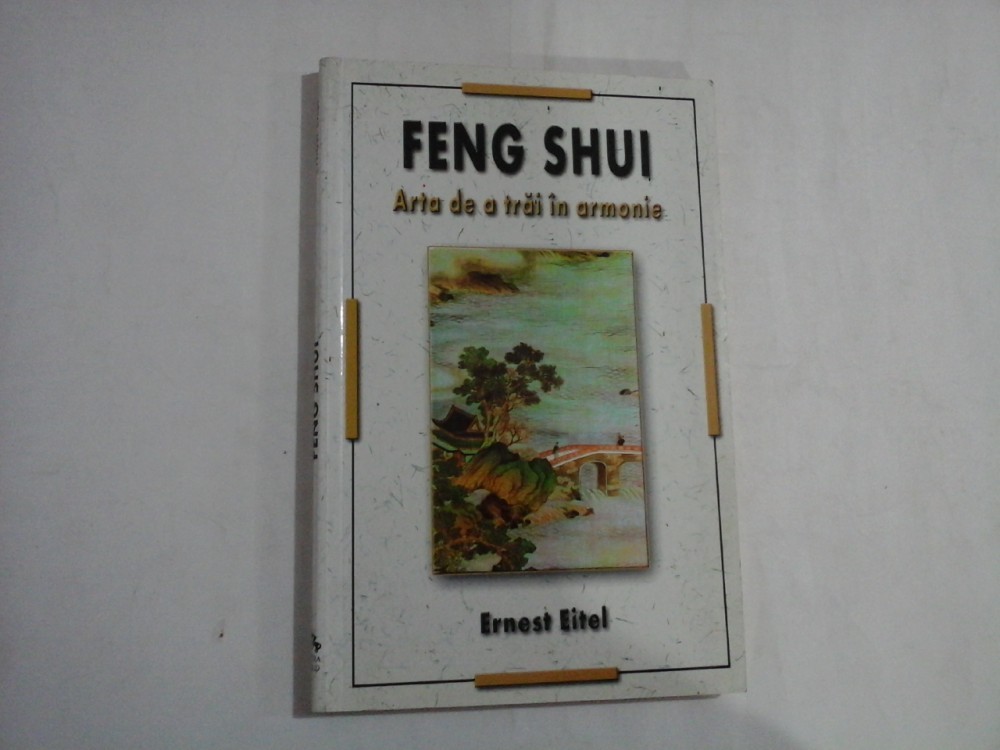 FENG SHUI
Arta de a trăi în armonie
Ernest Eitel
FENG SHUI